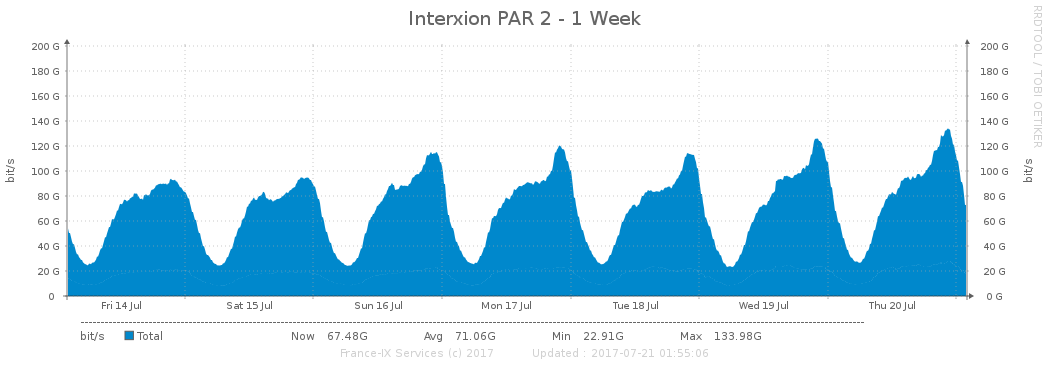 Interxion PAR 2 - 1 Week
RRDTOOL / TOBI OETIKER
200 G 200 G
180 G 180 G
160 G 160 G
140 G 140 G
120 G 120 G
100 G 100 G
80 G 80 G
60 G 60 G
40 G 40 G
20 G 20 G
0 0 G
bit/s bit/s
Fri 14 Jul Sat 15 Jul Sun 16 Jul Mon 17 Jul Tue 18 Jul Wed 19 Jul Thu 20 Jul
bit/s Total Now 67.48G Avg 71.06G Min 22.91G Max 133.98G
France-IX Services (c) 2017 Updated : 2017-07-21 01:55:06